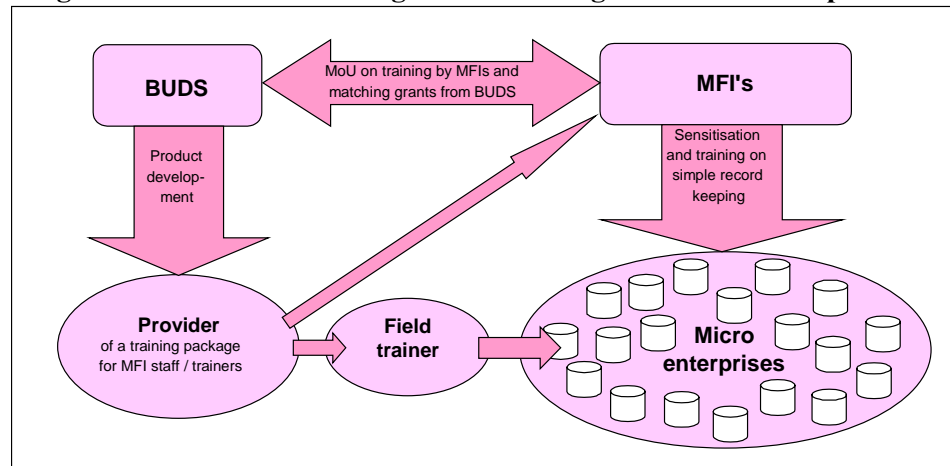 BUDS
MoU on training by MFIs and
matching grants from BUDS
MFI's
Product
develop-
ment
Sensitisation
and training on
simple record
keeping
Provider
of a training package
for MFI staff / trainers
Field
trainer
Micro
enterprises